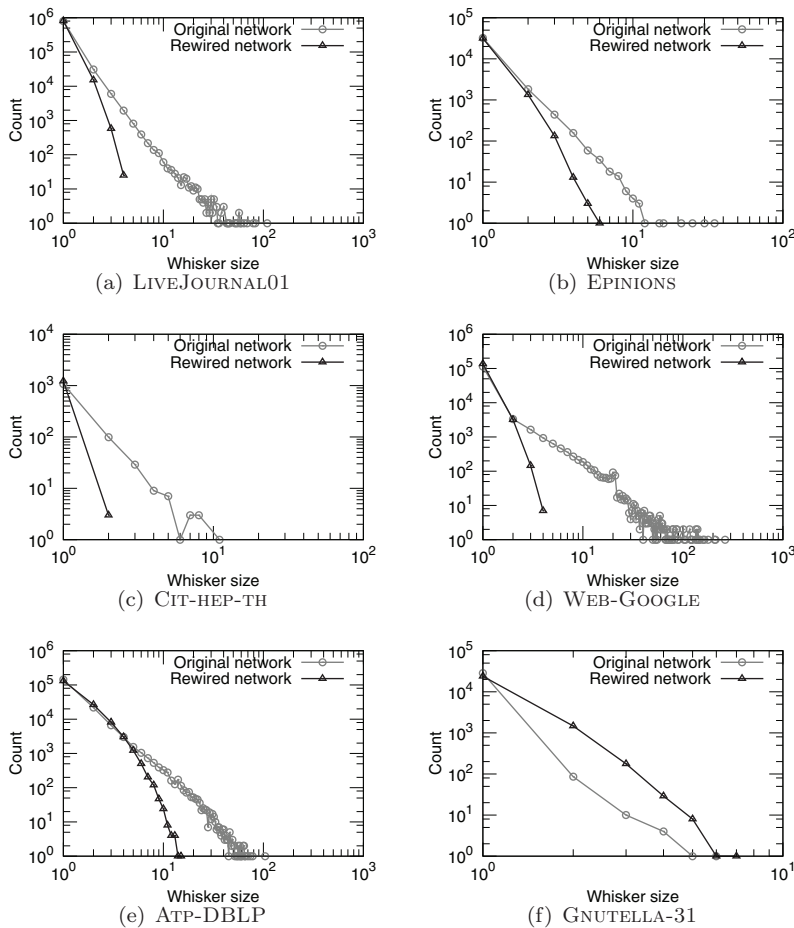 10^6
10^5
10^4
10^3
10^2
10^1
10^0
Count
Original network
Rewired network
10^0 10^1 10^2 10^3
Whisker size
(a) LIVEJOURNAL01
10^5
10^4
10^3
10^2
10^1
10^0
Count
Original network
Rewired network
10^0 10^1 10^2
Whisker size
(b) EPINIONS
10^4
10^3
10^2
10^1
10^0
Count
Original network
Rewired network
10^0 10^1 10^2
Whisker size
(c) CIT-HEP-TH
10^6
10^5
10^4
10^3
10^2
10^1
10^0
Count
Original network
Rewired network
10^0 10^1 10^2 10^3
Whisker size
(d) WEB-GOOGLE
10^6
10^5
10^4
10^3
10^2
10^1
10^0
Count
Original network
Rewired network
10^0 10^1 10^2 10^3
Whisker size
(e) ATP-DBLP
10^5
10^4
10^3
10^2
10^1
10^0
Count
Original network
Rewired network
10^0 10^1
Whisker size
(f) GNUTELLA-31